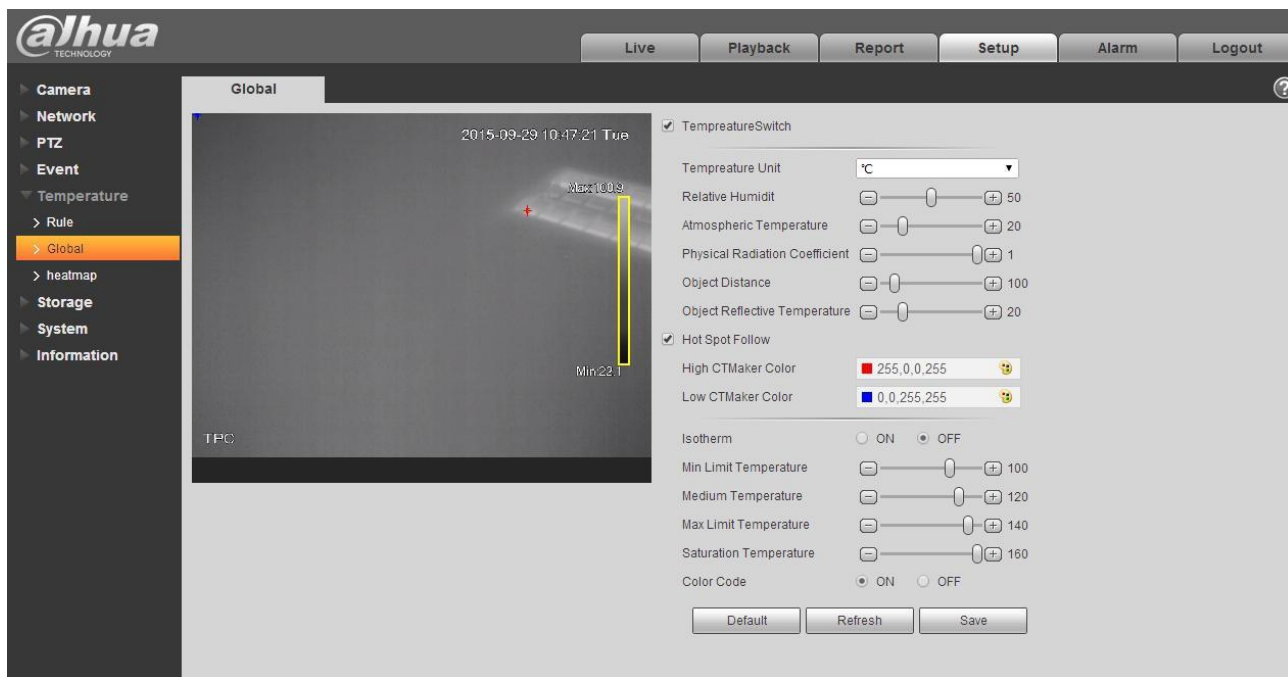 alhua
TECHNOLOGY
Live Playback Report Setup Alarm Logout
Camera
Network
PTZ
Event
Temperature
> Rule
> Global
> heatmap
Storage
System
Information
Global
?
2015-09-29 10:47:21 Tue
Max:100.9
Min:22.1
TPC
TempreatureSwitch
Tempreature Unit ℃
Relative Humidit 50
Atmospheric Temperature 20
Physical Radiation Coefficient 1
Object Distance 100
Object Reflective Temperature 20
Hot Spot Follow
High CTMaker Color 255,0,0,255
Low CTMaker Color 0,0,255,255
Isotherm ON OFF
Min Limit Temperature 100
Medium Temperature 120
Max Limit Temperature 140
Saturation Temperature 160
Color Code ON OFF
Default Refresh Save